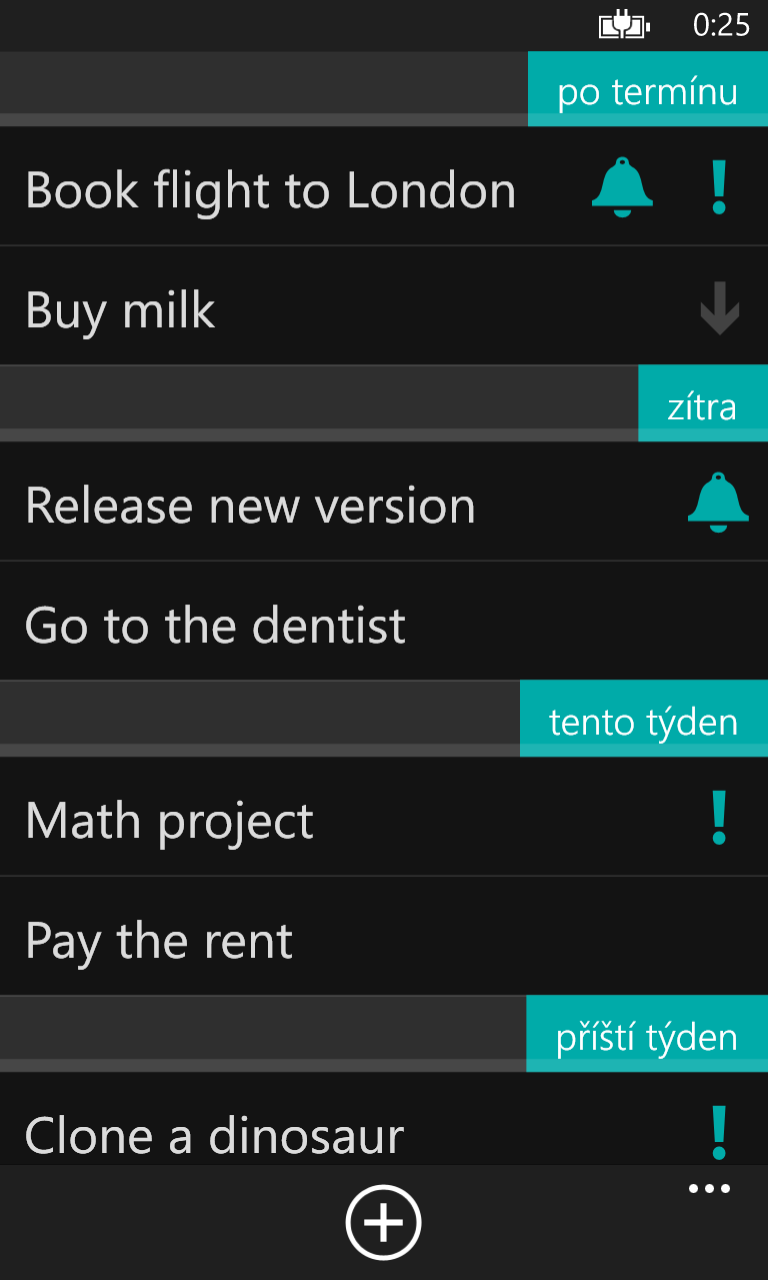 0:25
po termínu
Book flight to London
Buy milk
zítra
Release new version
Go to the dentist
tento týden
Math project
Pay the rent
příští týden
Clone a dinosaur